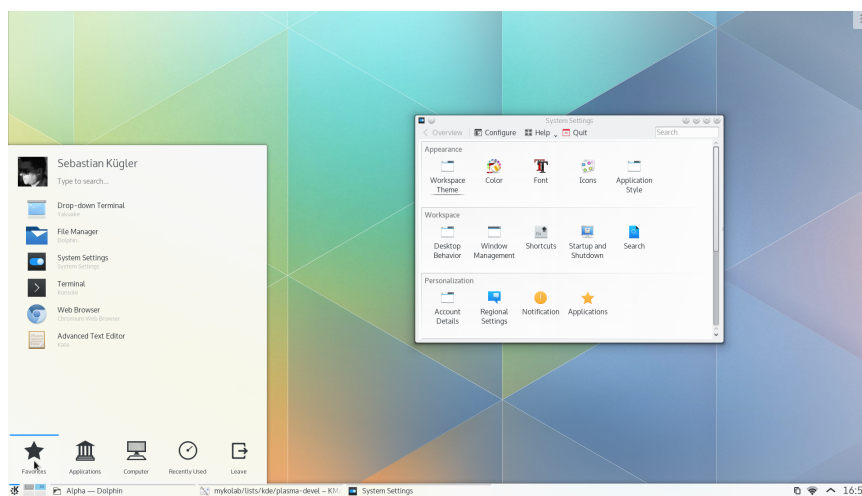 System Settings
Overview Configure Help Quit Search
Appearance
Workspace Theme
Color
Font
Icons
Application Style
Workspace
Desktop Behavior
Window Management
Shortcuts
Startup and Shutdown
Search
Personalization
Account Details
Regional Settings
Notification
Applications
Sebastian Kügler
Type to search...
Drop-down Terminal
Yakuake
File Manager
Dolphin
System Settings
System Settings
Terminal
Konsole
Web Browser
Chromium Web Browser
Advanced Text Editor
Kate
Favorites
Applications
Computer
Recently Used
Leave
Alpha — Dolphin
mykolab/lists/kde/plasma-devel – KM
System Settings
16:5